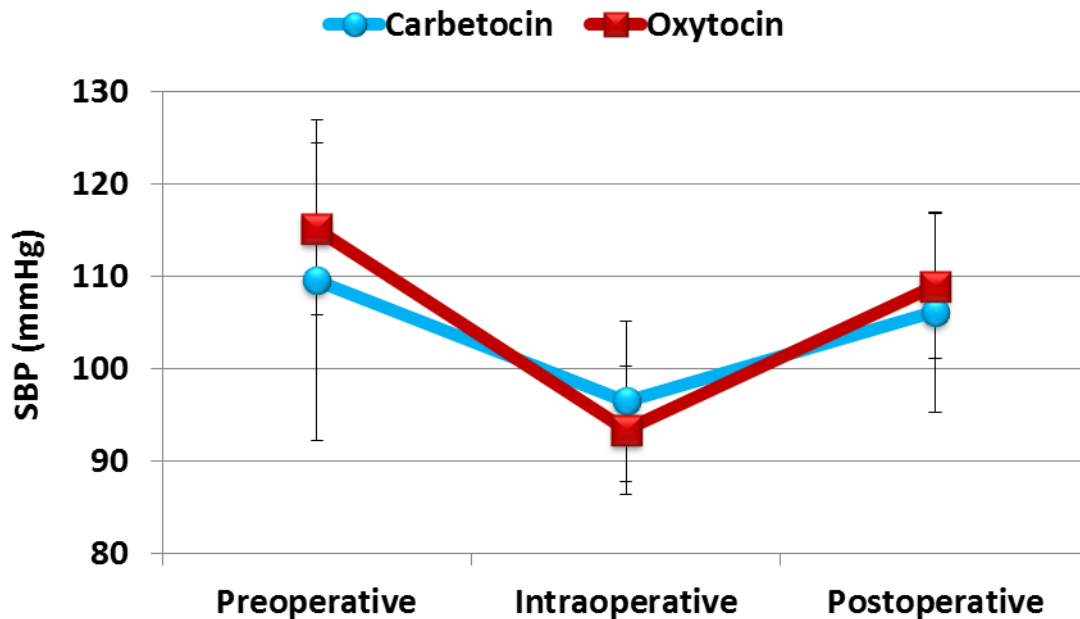 Carbetocin Oxytocin
130
120
110
100
90
80
SBP (mmHg)
Preoperative Intraoperative Postoperative